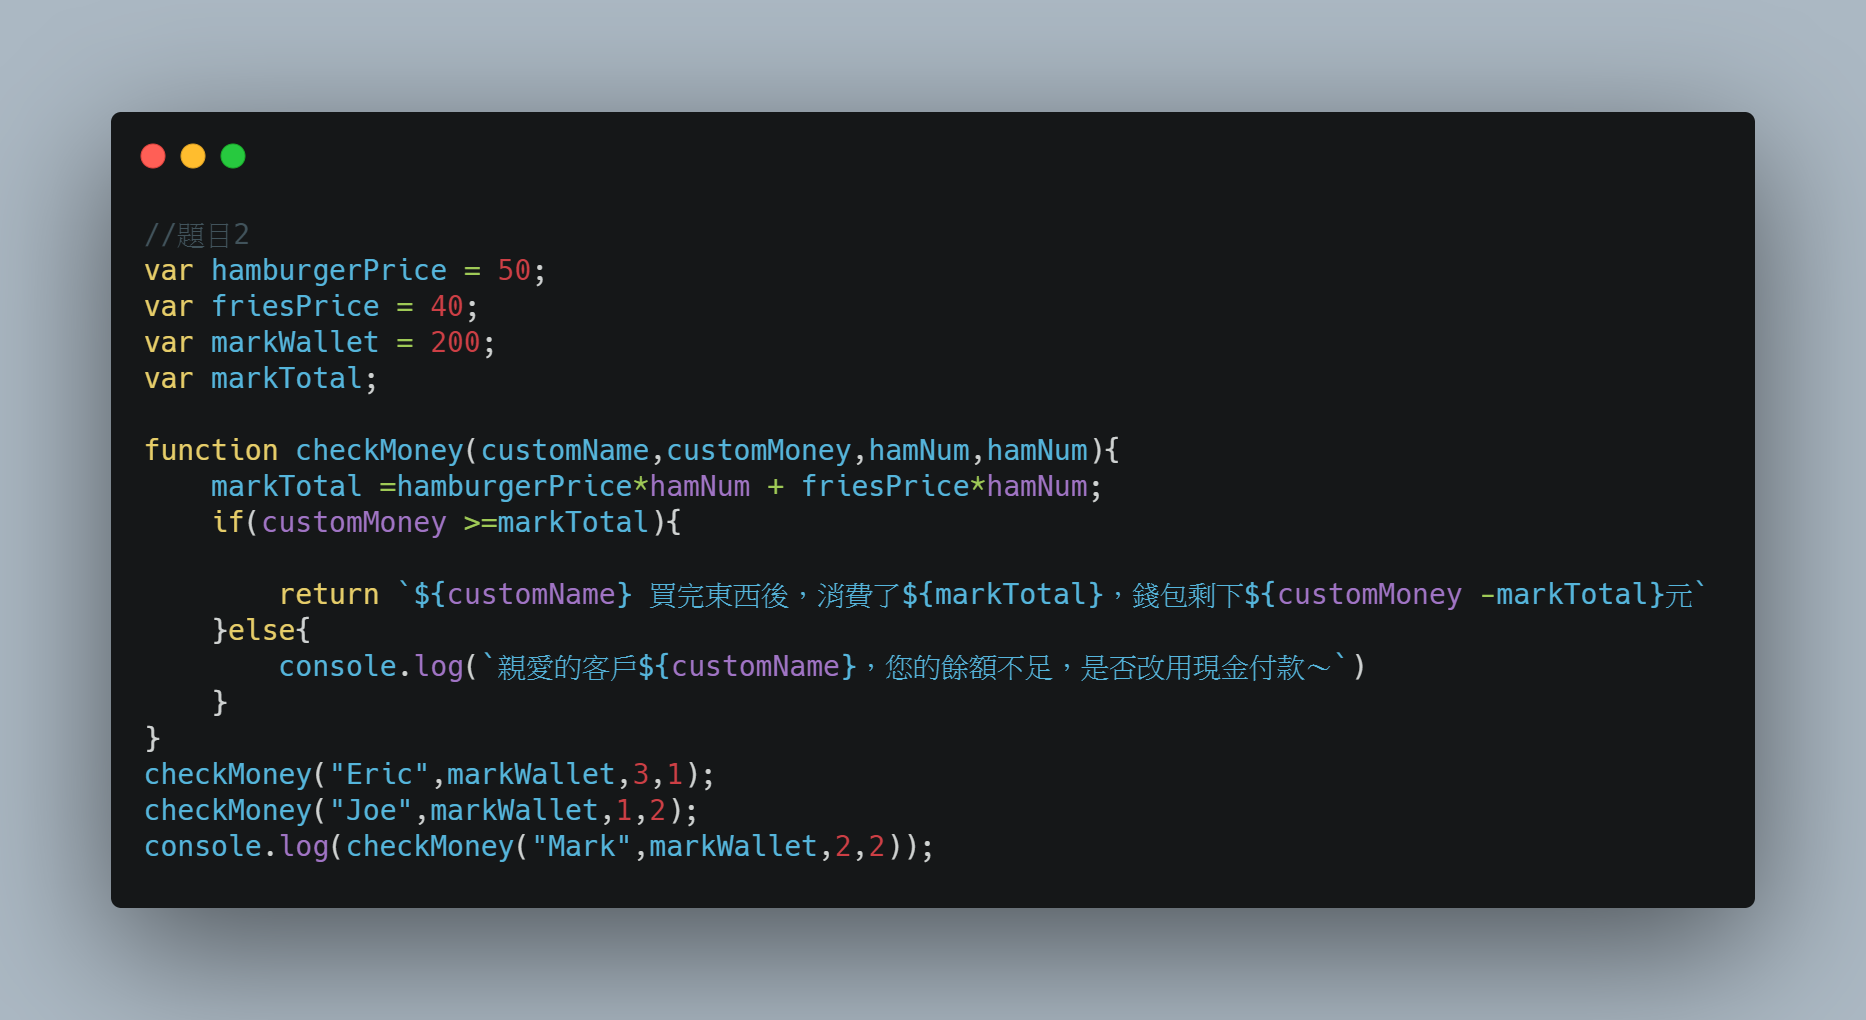 //題目2
var hamburgerPrice = 50;
var friesPrice = 40;
var markWallet = 200;
var markTotal;
function checkMoney(customName,customMoney,hamNum,hamNum){
    markTotal =hamburgerPrice*hamNum + friesPrice*hamNum;
    if(customMoney >=markTotal){
        return `${customName} 買完東西後，消費了${markTotal}，錢包剩下${customMoney -markTotal}元`
    }else{
        console.log(`親愛的客戶${customName}，您的餘額不足，是否改用現金付款～`)
    }
}
checkMoney("Eric",markWallet,3,1);
checkMoney("Joe",markWallet,1,2);
console.log(checkMoney("Mark",markWallet,2,2));